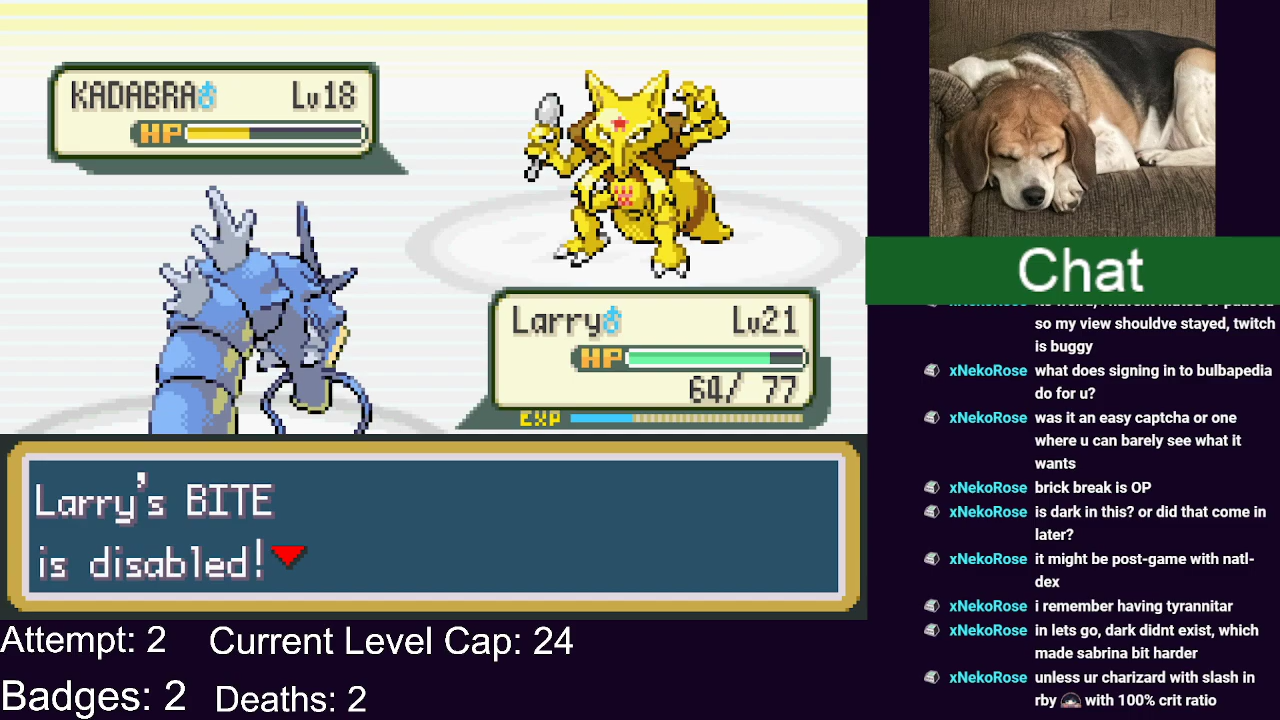 KADABRA♂ Lv18
HP
Larry♂ Lv21
HP
64/ 77
EXP
Larry's BITE
is disabled!
Attempt: 2 Current Level Cap: 24
Badges: 2 Deaths: 2
Chat
so my view shouldve stayed, twitch
is buggy
xNekoRose what does signing in to bulbapedia
do for u?
xNekoRose was it an easy captcha or one
where u can barely see what it
wants
xNekoRose brick break is OP
xNekoRose is dark in this? or did that come in
later?
xNekoRose it might be post-game with natl-
dex
xNekoRose i remember having tyrannitar
xNekoRose in lets go, dark didnt exist, which
made sabrina bit harder
xNekoRose unless ur charizard with slash in
rby with 100% crit ratio